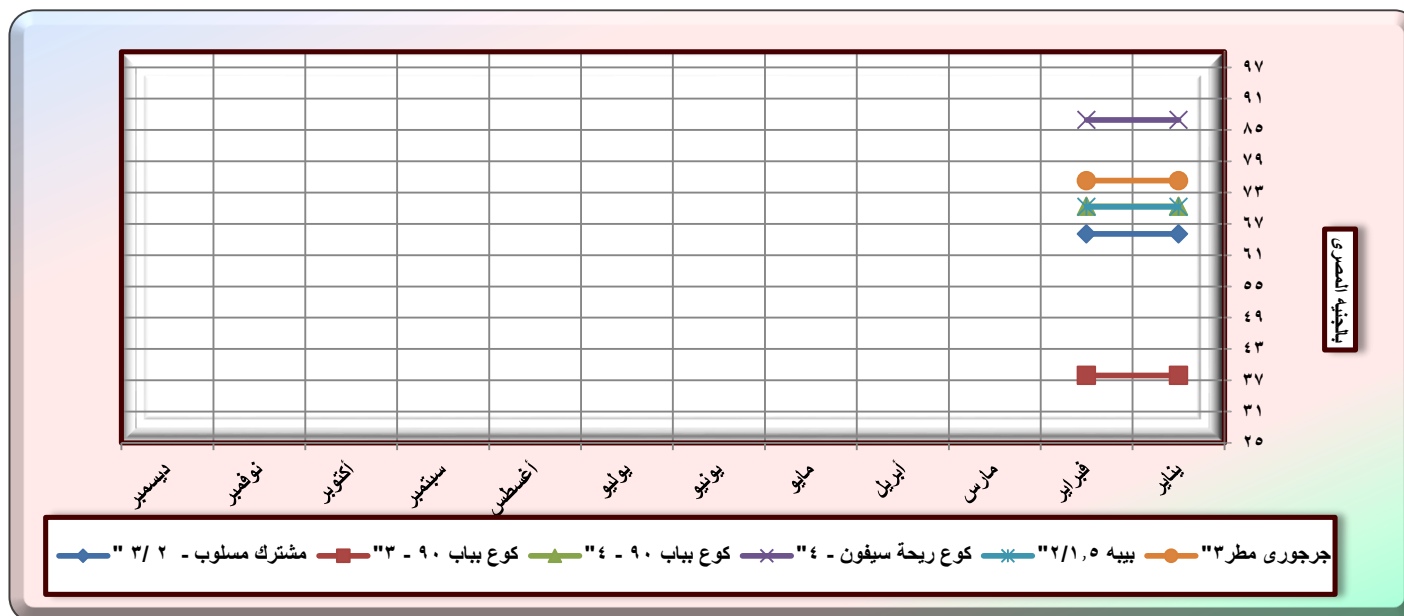 ٩٧
٩١
٨٥
٧٩
٧٣
٦٧
٦١
٥٥
٤٩
٤٣
٣٧
٣١
٢٥
بالجنيه المصرى
يناير
فبراير
مارس
أبريل
مايو
يونيو
يوليو
أغسطس
سبتمبر
أكتوبر
نوفمبر
ديسمبر
مشترك مسلوب - ٢ /٣ "
كوع بباب ٩٠ - ٣"
كوع بباب ٩٠ - ٤"
كوع ريحة سيفون - ٤"
بيبه ٢/١,٥"
جرجورى مطر٣"